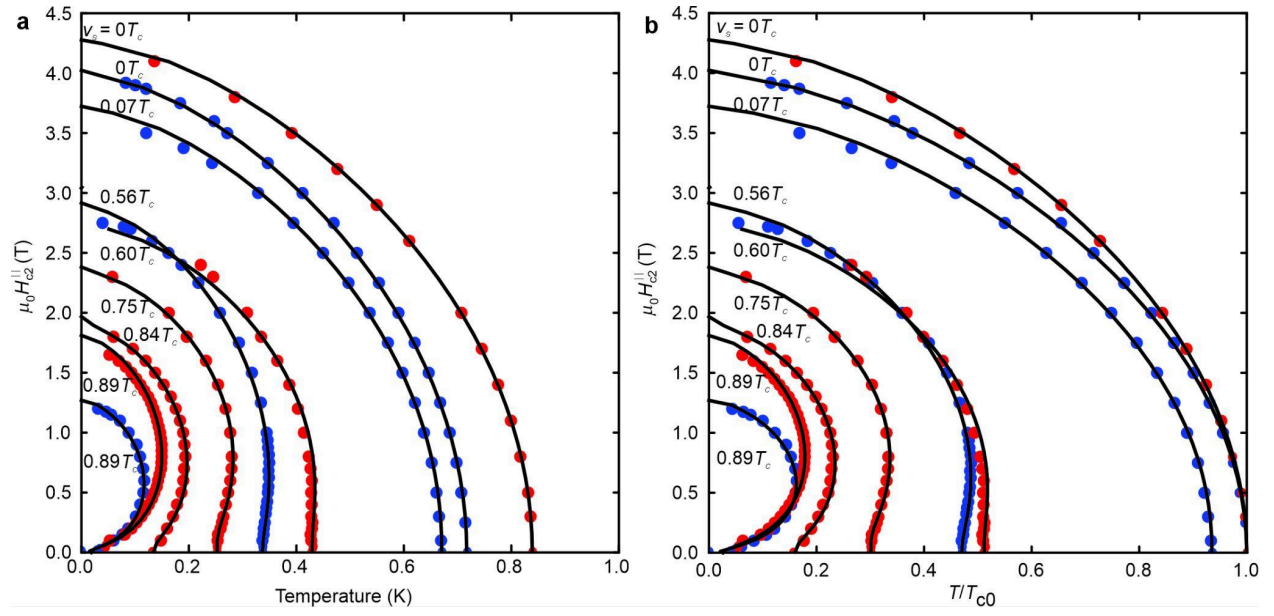 a
4.5
4.0
3.5
3.0
2.5
2.0
1.5
1.0
0.5
0.0
μ₀H_c2^|| (T)
v_s = 0T_c
0T_c
0.07T_c
0.56T_c
0.60T_c
0.75T_c
0.84T_c
0.89T_c
0.89T_c
0.0 0.2 0.4 0.6 0.8 1.0
Temperature (K)
b
4.5
4.0
3.5
3.0
2.5
2.0
1.5
1.0
0.5
0.0
μ₀H_c2^|| (T)
v_s = 0T_c
0T_c
0.07T_c
0.56T_c
0.60T_c
0.75T_c
0.84T_c
0.89T_c
0.89T_c
0.0 0.2 0.4 0.6 0.8 1.0
T/T_c0